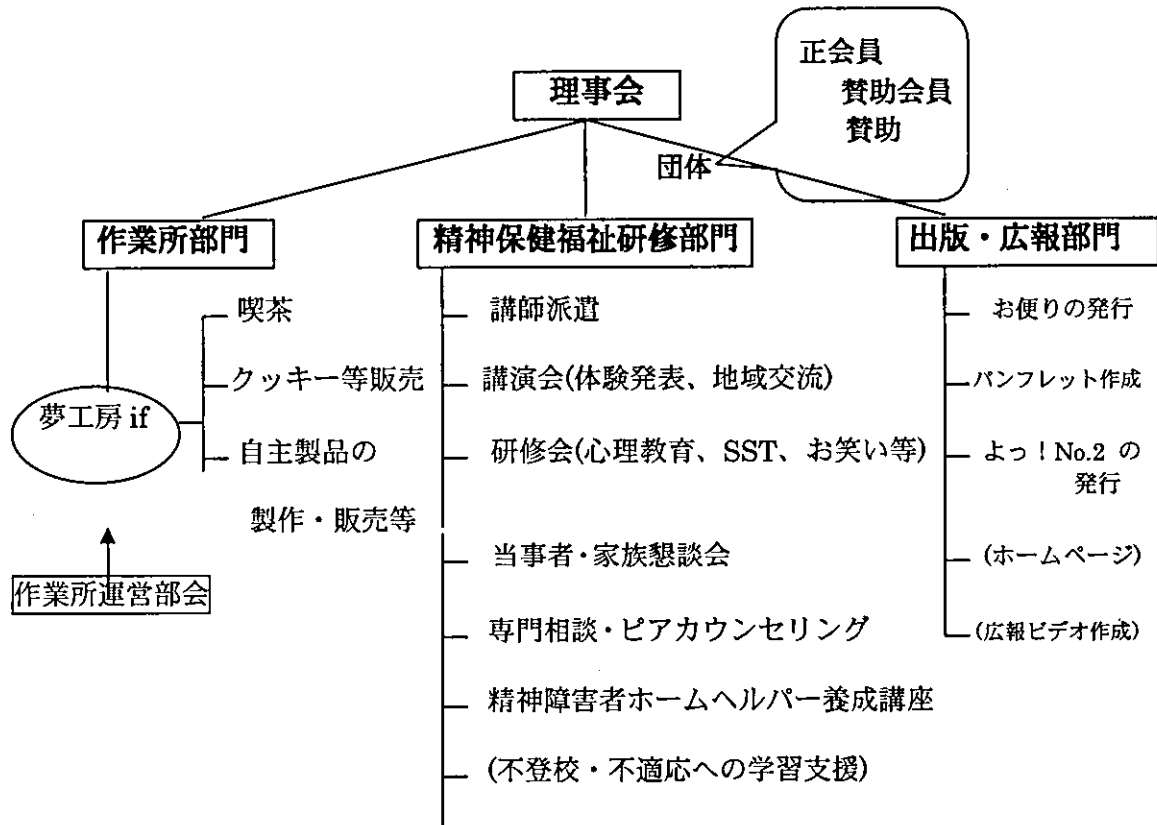 正会員
賛助会員
賛助
理事会
団体
作業所部門
喫茶
クッキー等販売
夢工房 if
自主製品の
製作・販売等
作業所運営部会
精神保健福祉研修部門
講師派遣
講演会(体験発表、地域交流)
研修会(心理教育、SST、お笑い等)
当事者・家族懇談会
専門相談・ピアカウンセリング
精神障害者ホームヘルパー養成講座
(不登校・不適応への学習支援)
出版・広報部門
お便りの発行
パンフレット作成
よっ！No.2 の
発行
(ホームページ)
(広報ビデオ作成)